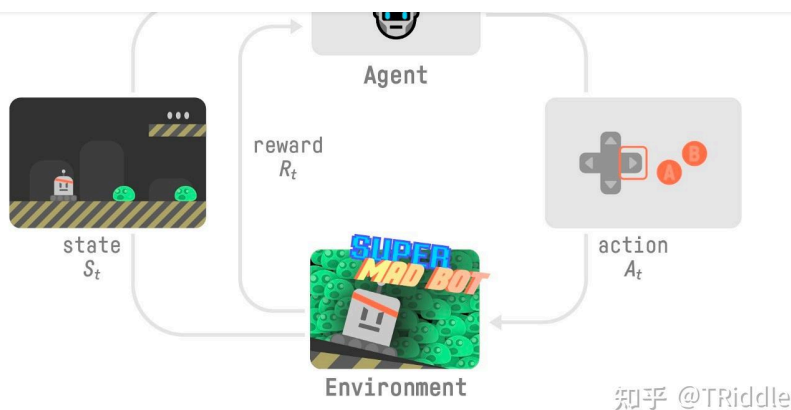 Agent
reward
Rₜ
B
A
state
Sₜ
action
Aₜ
SUPER
MAD BOT
Environment
知乎 @TRiddle